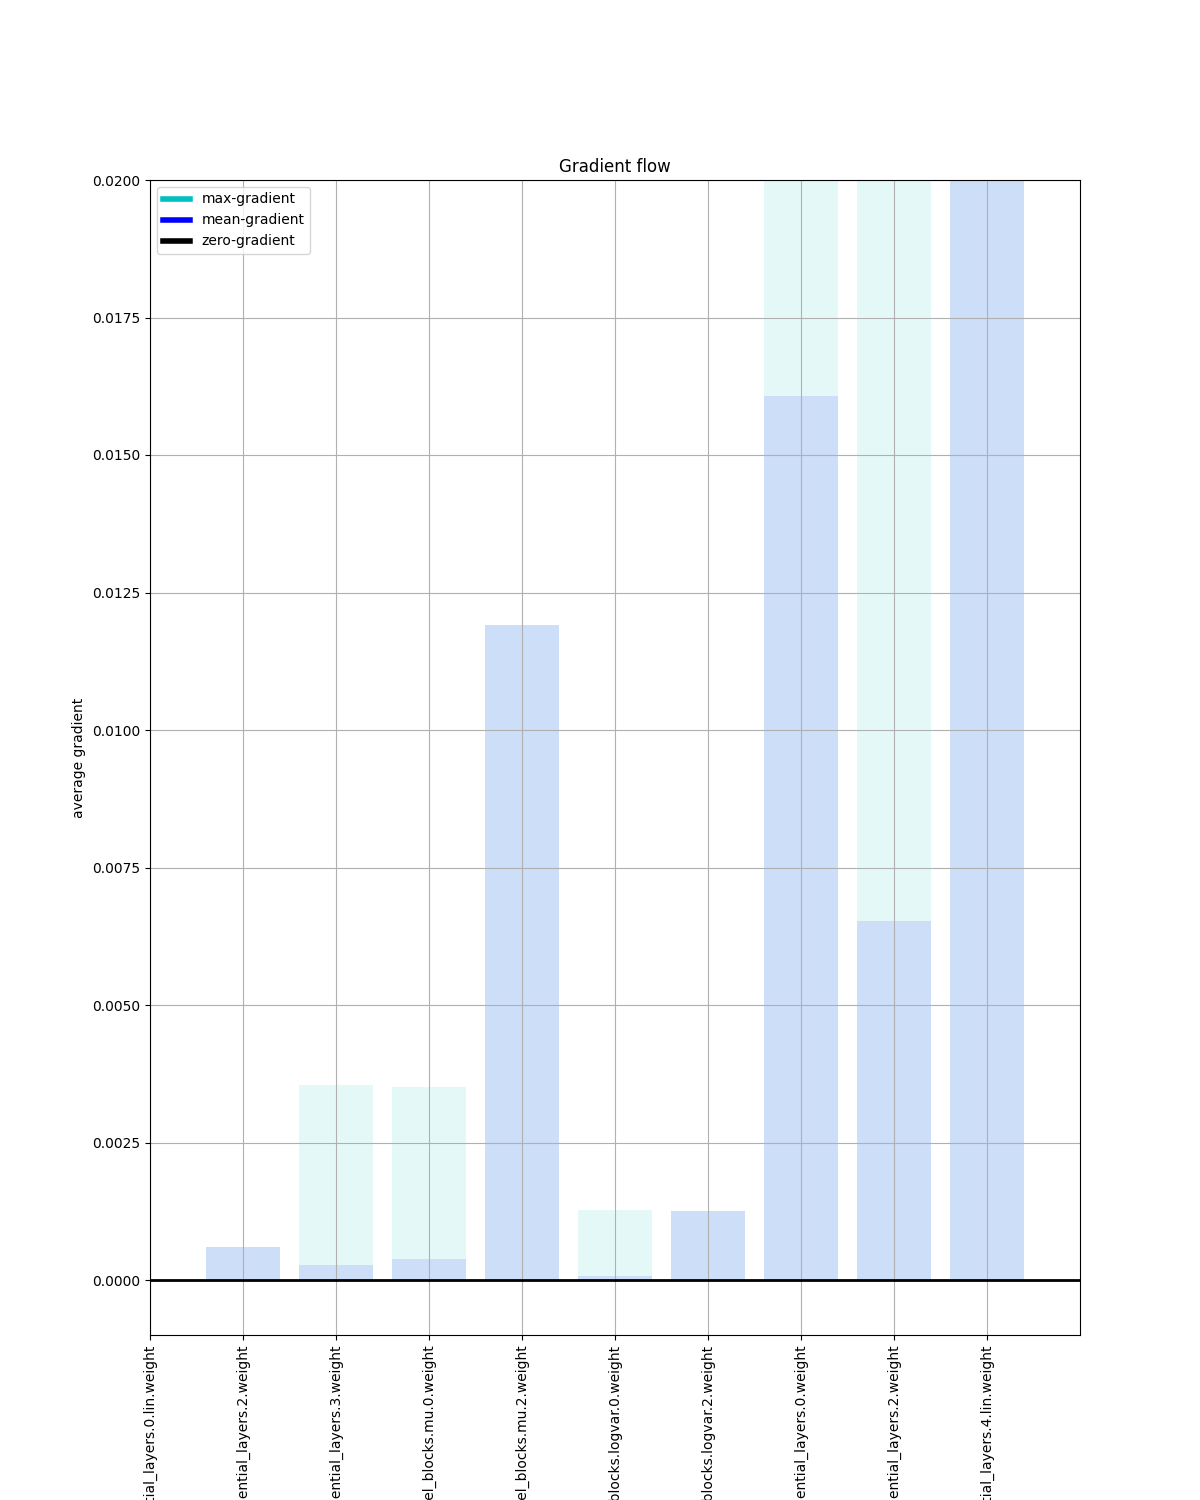 Gradient flow
max-gradient
mean-gradient
zero-gradient
0.0200
0.0175
0.0150
0.0125
0.0100
0.0075
0.0050
0.0025
0.0000
average gradient
tial_layers.0.lin.weight
ential_layers.2.weight
ential_layers.3.weight
el_blocks.mu.0.weight
el_blocks.mu.2.weight
blocks.logvar.0.weight
blocks.logvar.2.weight
ential_layers.0.weight
ential_layers.2.weight
tial_layers.4.lin.weight